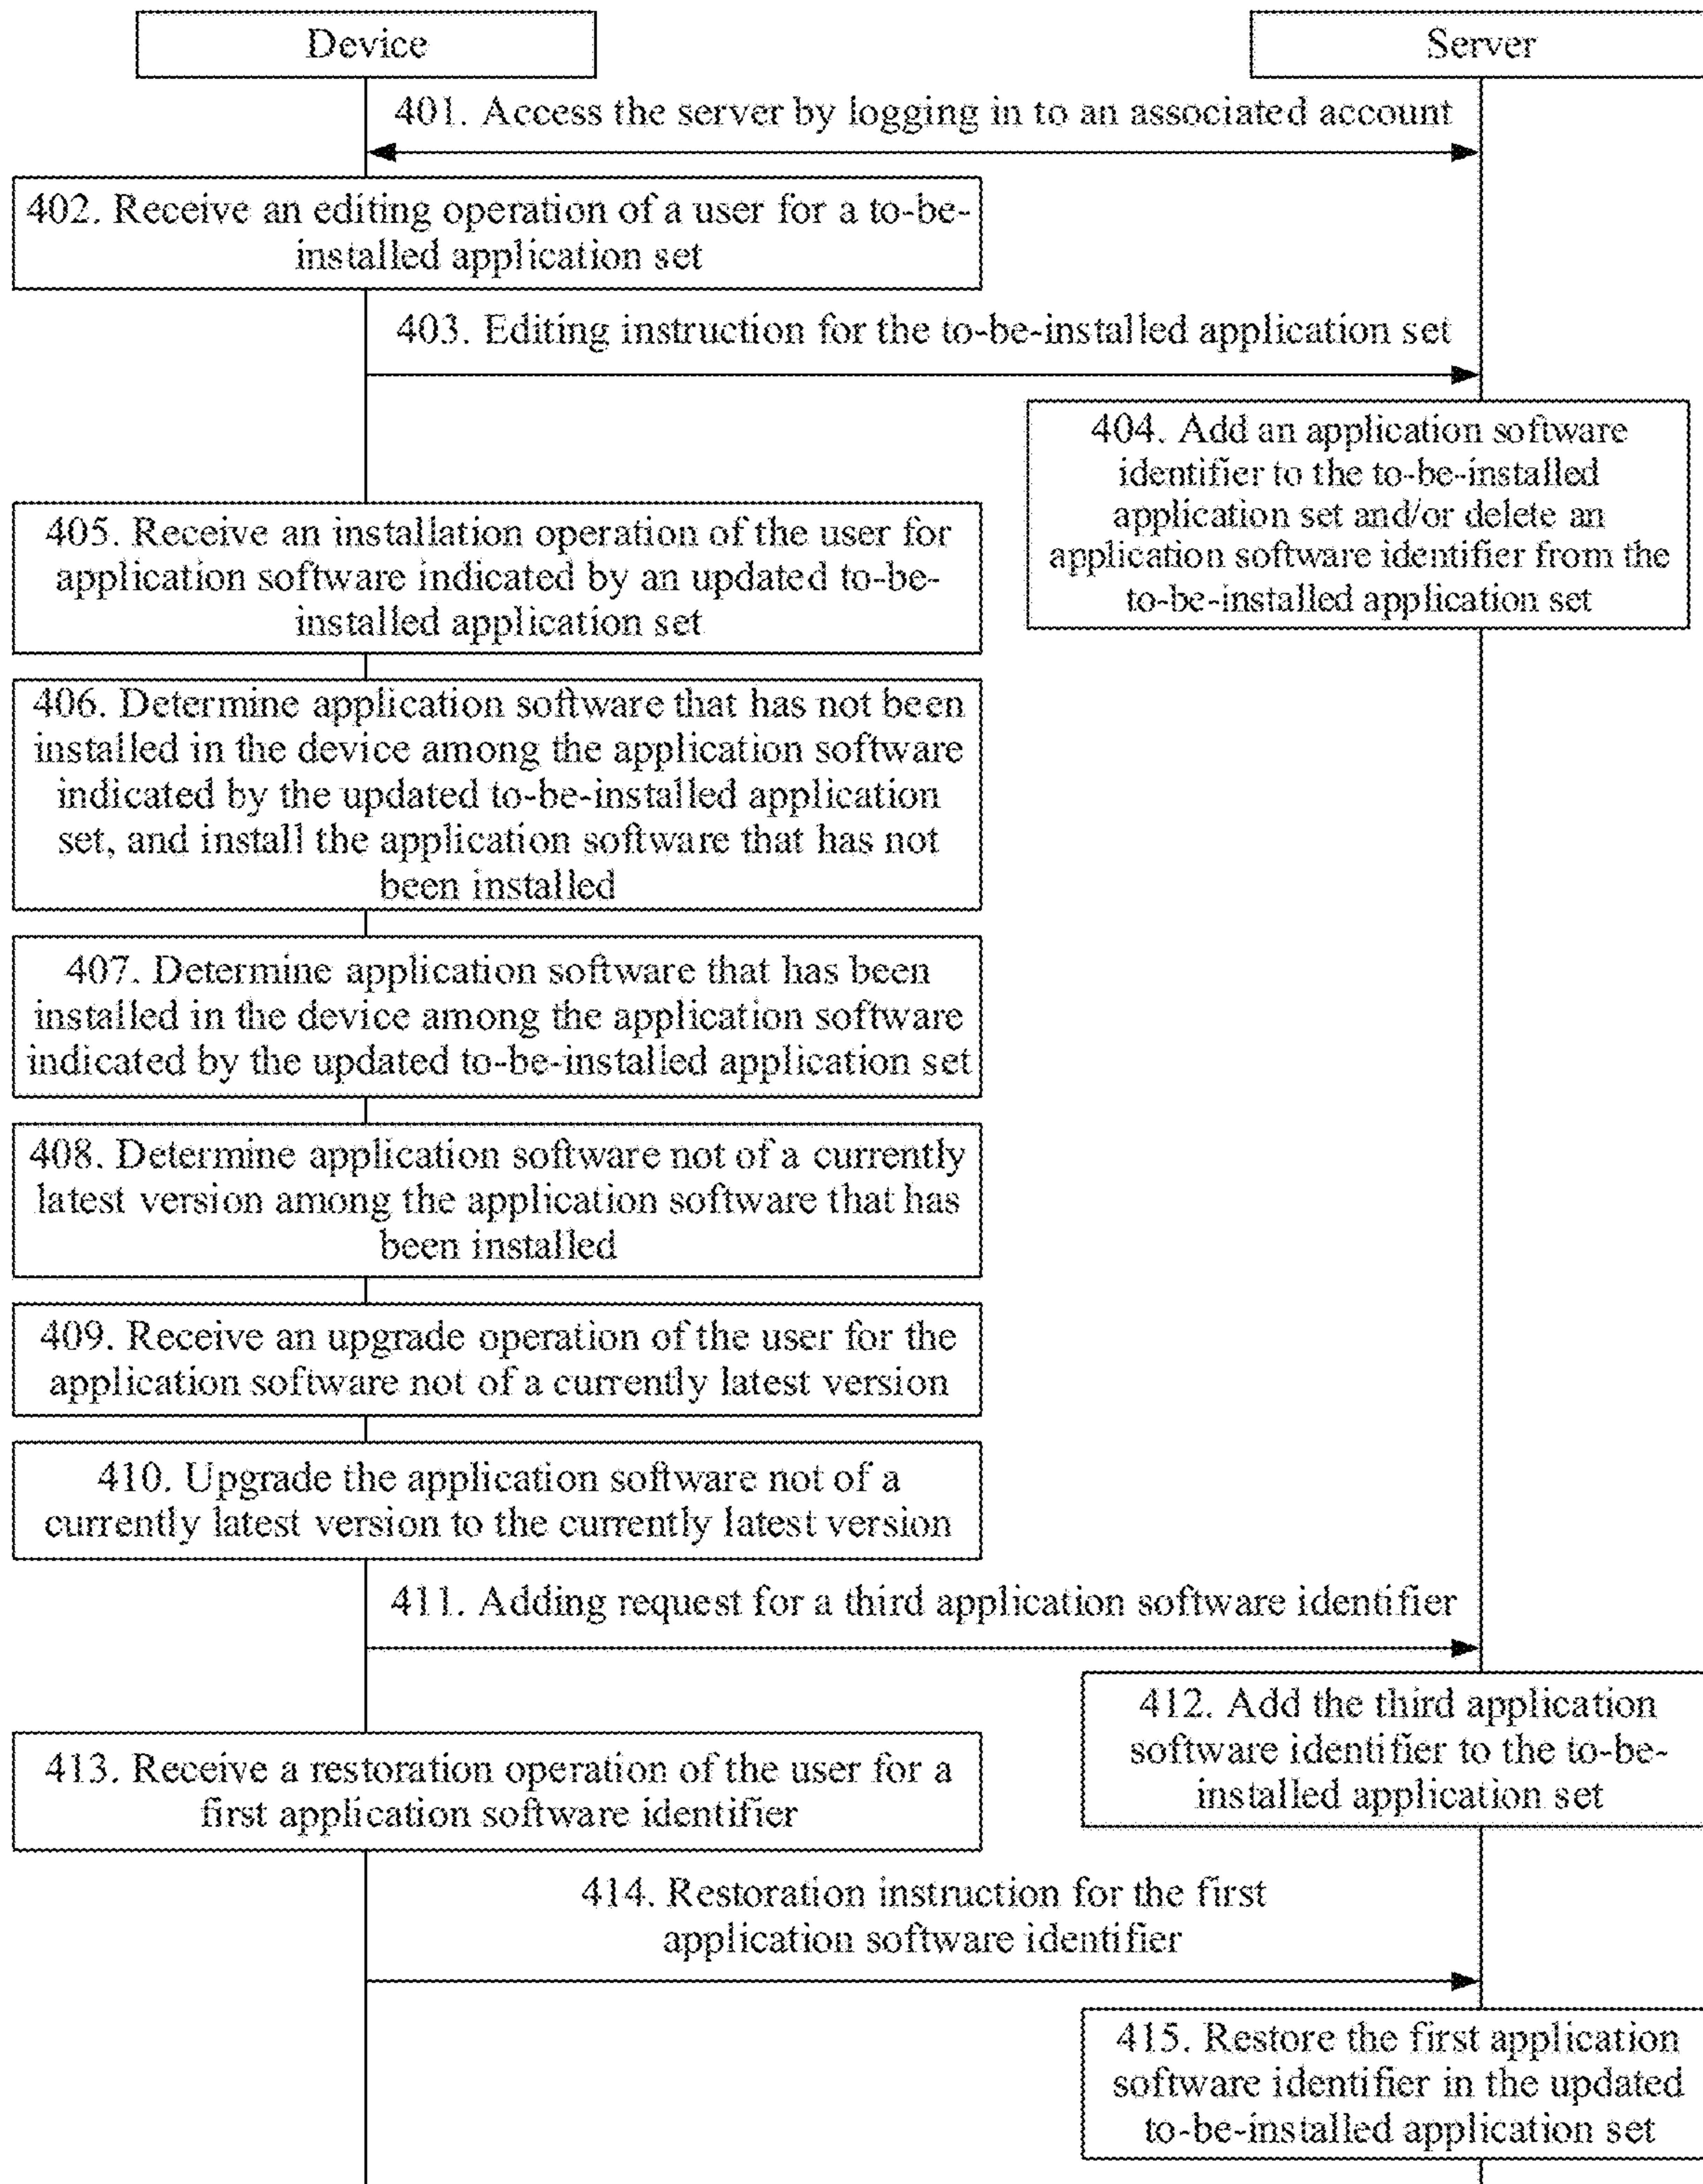 Device
Server
401. Access the server by logging in to an associated account
402. Receive an editing operation of a user for a to-be-
installed application set
403. Editing instruction for the to-be-installed application set
404. Add an application software
identifier to the to-be-installed
application set and/or delete an
application software identifier from the
to-be-installed application set
405. Receive an installation operation of the user for
application software indicated by an updated to-be-
installed application set
406. Determine application software that has not been
installed in the device among the application software
indicated by the updated to-be-installed application
set, and install the application software that has not
been installed
407. Determine application software that has been
installed in the device among the application software
indicated by the updated to-be-installed application set
408. Determine application software not of a currently
latest version among the application software that has
been installed
409. Receive an upgrade operation of the user for the
application software not of a currently latest version
410. Upgrade the application software not of a
currently latest version to the currently latest version
411. Adding request for a third application software identifier
412. Add the third application
software identifier to the to-be-
installed application set
413. Receive a restoration operation of the user for a
first application software identifier
414. Restoration instruction for the first
application software identifier
415. Restore the first application
software identifier in the updated
to-be-installed application set